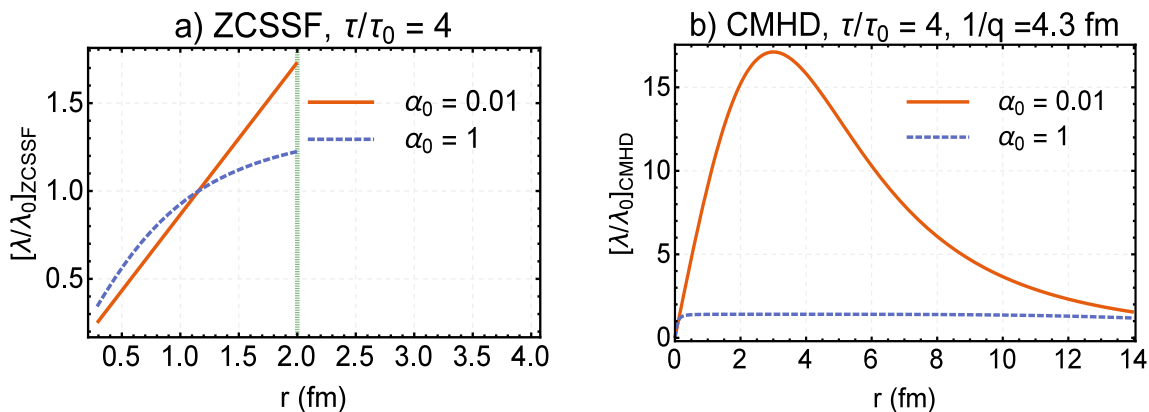 a) ZCSSF, τ/τ₀ = 4
[λ/λ₀]ZCSSF
1.5
1.0
0.5
α₀ = 0.01
α₀ = 1
0.5 1.0 1.5 2.0 2.5 3.0 3.5 4.0
r (fm)
b) CMHD, τ/τ₀ = 4, 1/q =4.3 fm
[λ/λ₀]CMHD
15
10
5
0
α₀ = 0.01
α₀ = 1
0 2 4 6 8 10 12 14
r (fm)